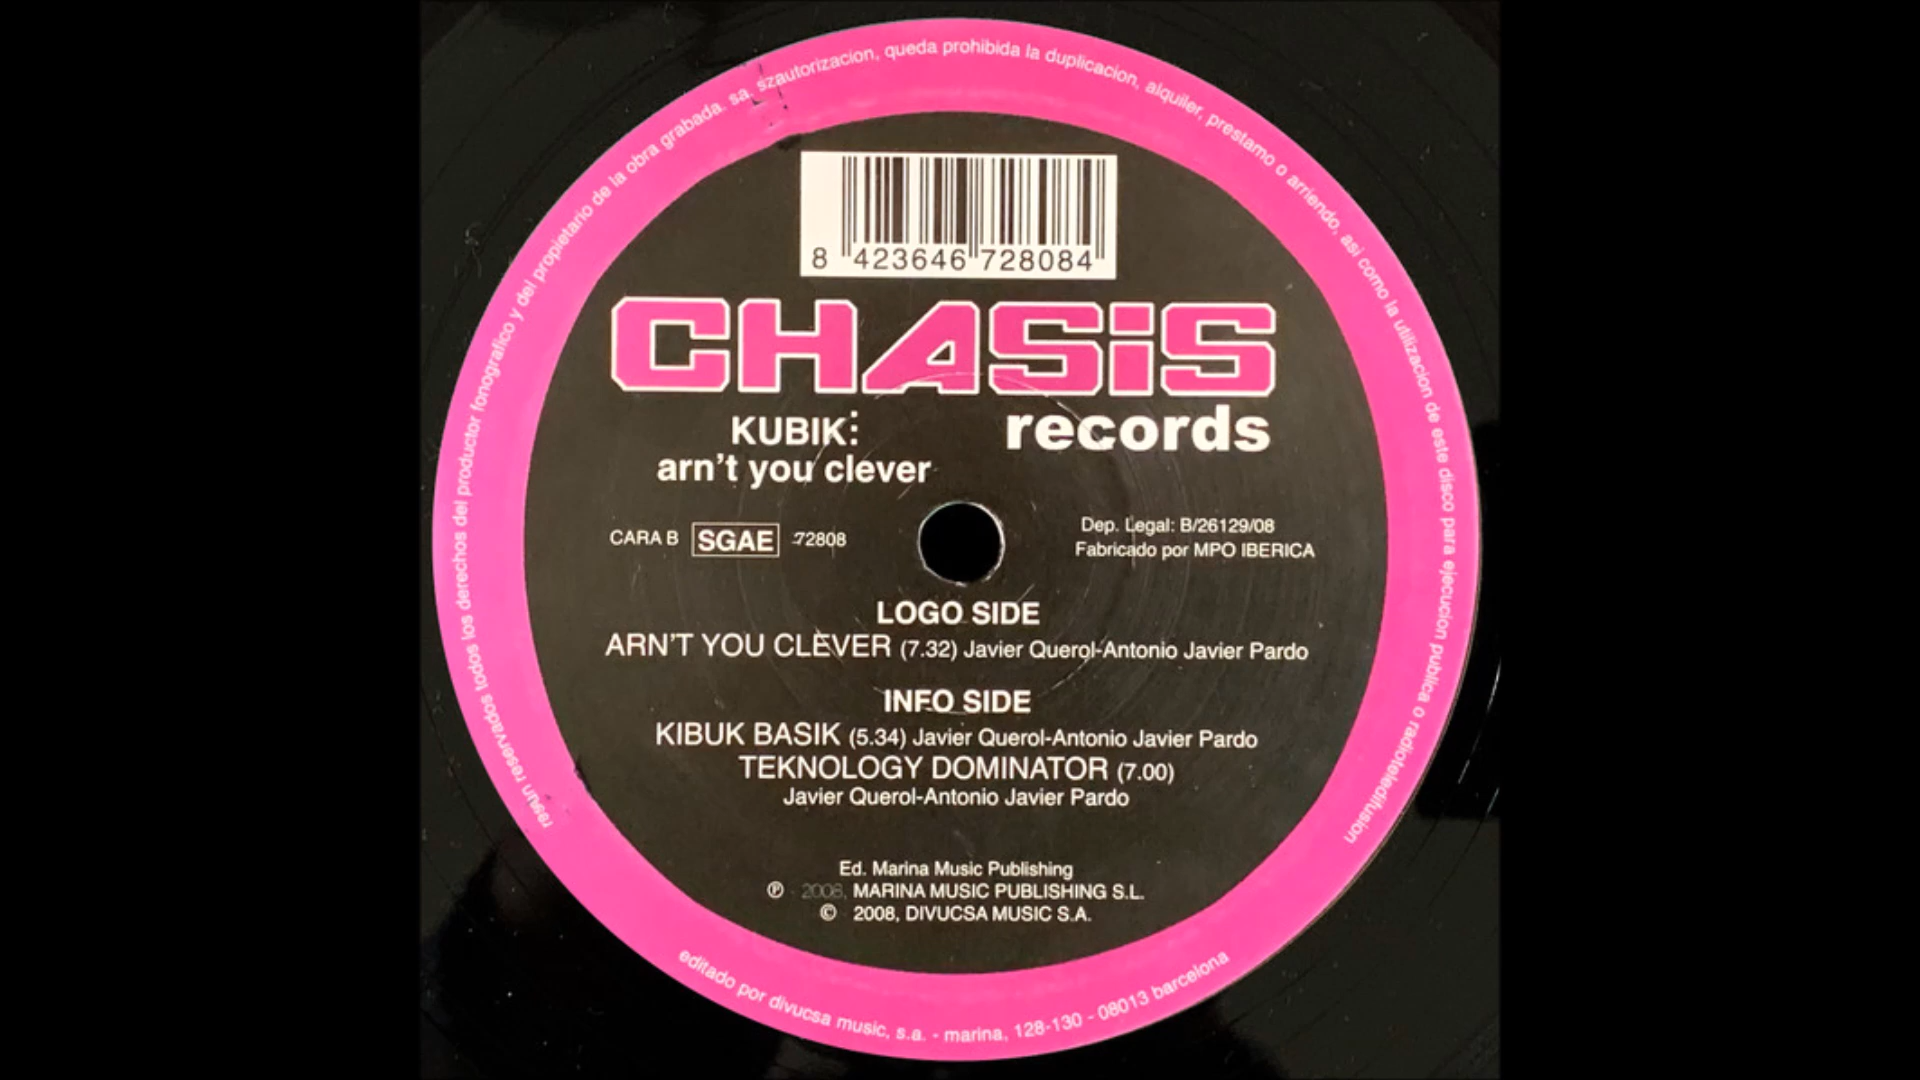 szautorizacion, queda prohibida la duplicacion, alquiler, prestamo o arriendo, asi como la utilizacion de este disco para ejecucion publica o radioteledifusion
reservados todos los derechos del productor fonografico y del propietario de la obra grabada. sa.
8 423646 728084
CHASiS
records
KUBIK:
arn't you clever
CARA B SGAE 72808
Dep. Legal: B/26129/08
Fabricado por MPO IBERICA
LOGO SIDE
ARN'T YOU CLEVER (7.32) Javier Querol-Antonio Javier Pardo
INFO SIDE
KIBUK BASIK (5.34) Javier Querol-Antonio Javier Pardo
TEKNOLOGY DOMINATOR (7.00)
Javier Querol-Antonio Javier Pardo
Ed. Marina Music Publishing
℗ 2008, MARINA MUSIC PUBLISHING S.L.
© 2008, DIVUCSA MUSIC S.A.
editado por divucsa music, s.a. - marina, 128-130 - 08013 barcelona